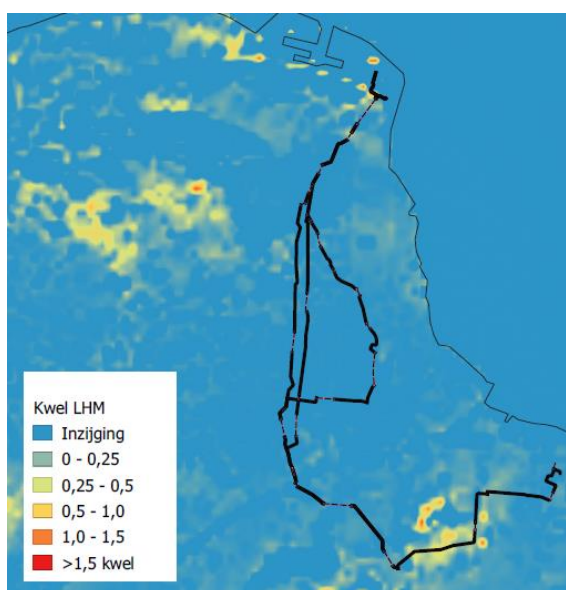 Kwel LHM
Inzijging
0 - 0,25
0,25 - 0,5
0,5 - 1,0
1,0 - 1,5
>1,5 kwel